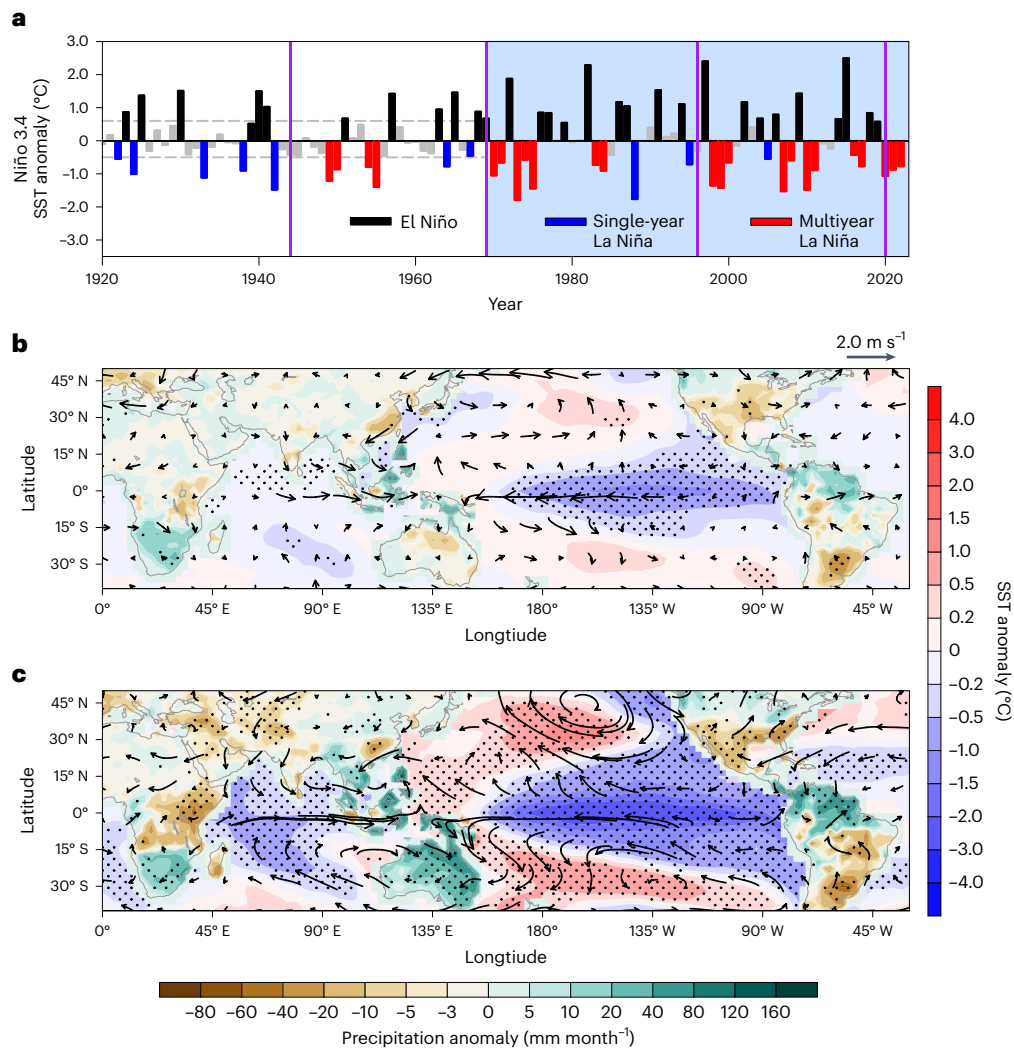 a
Niño 3.4
SST anomaly (°C)
3.0
2.0
1.0
0
−1.0
−2.0
−3.0
El Niño
Single-year
La Niña
Multiyear
La Niña
1920
1940
1960
1980
2000
2020
Year
b
2.0 m s⁻¹
Latitude
45° N
30° N
15° N
0°
15° S
30° S
0°
45° E
90° E
135° E
180°
135° W
90° W
45° W
Longtiude
c
Latitude
45° N
30° N
15° N
0°
15° S
30° S
0°
45° E
90° E
135° E
180°
135° W
90° W
45° W
Longtiude
4.0
3.0
2.0
1.5
1.0
0.5
0.2
0
−0.2
−0.5
−1.0
−1.5
−2.0
−3.0
−4.0
SST anomaly (°C)
−80 −60 −40 −20 −10 −5 −3 0 5 10 20 40 80 120 160
Precipitation anomaly (mm month⁻¹)